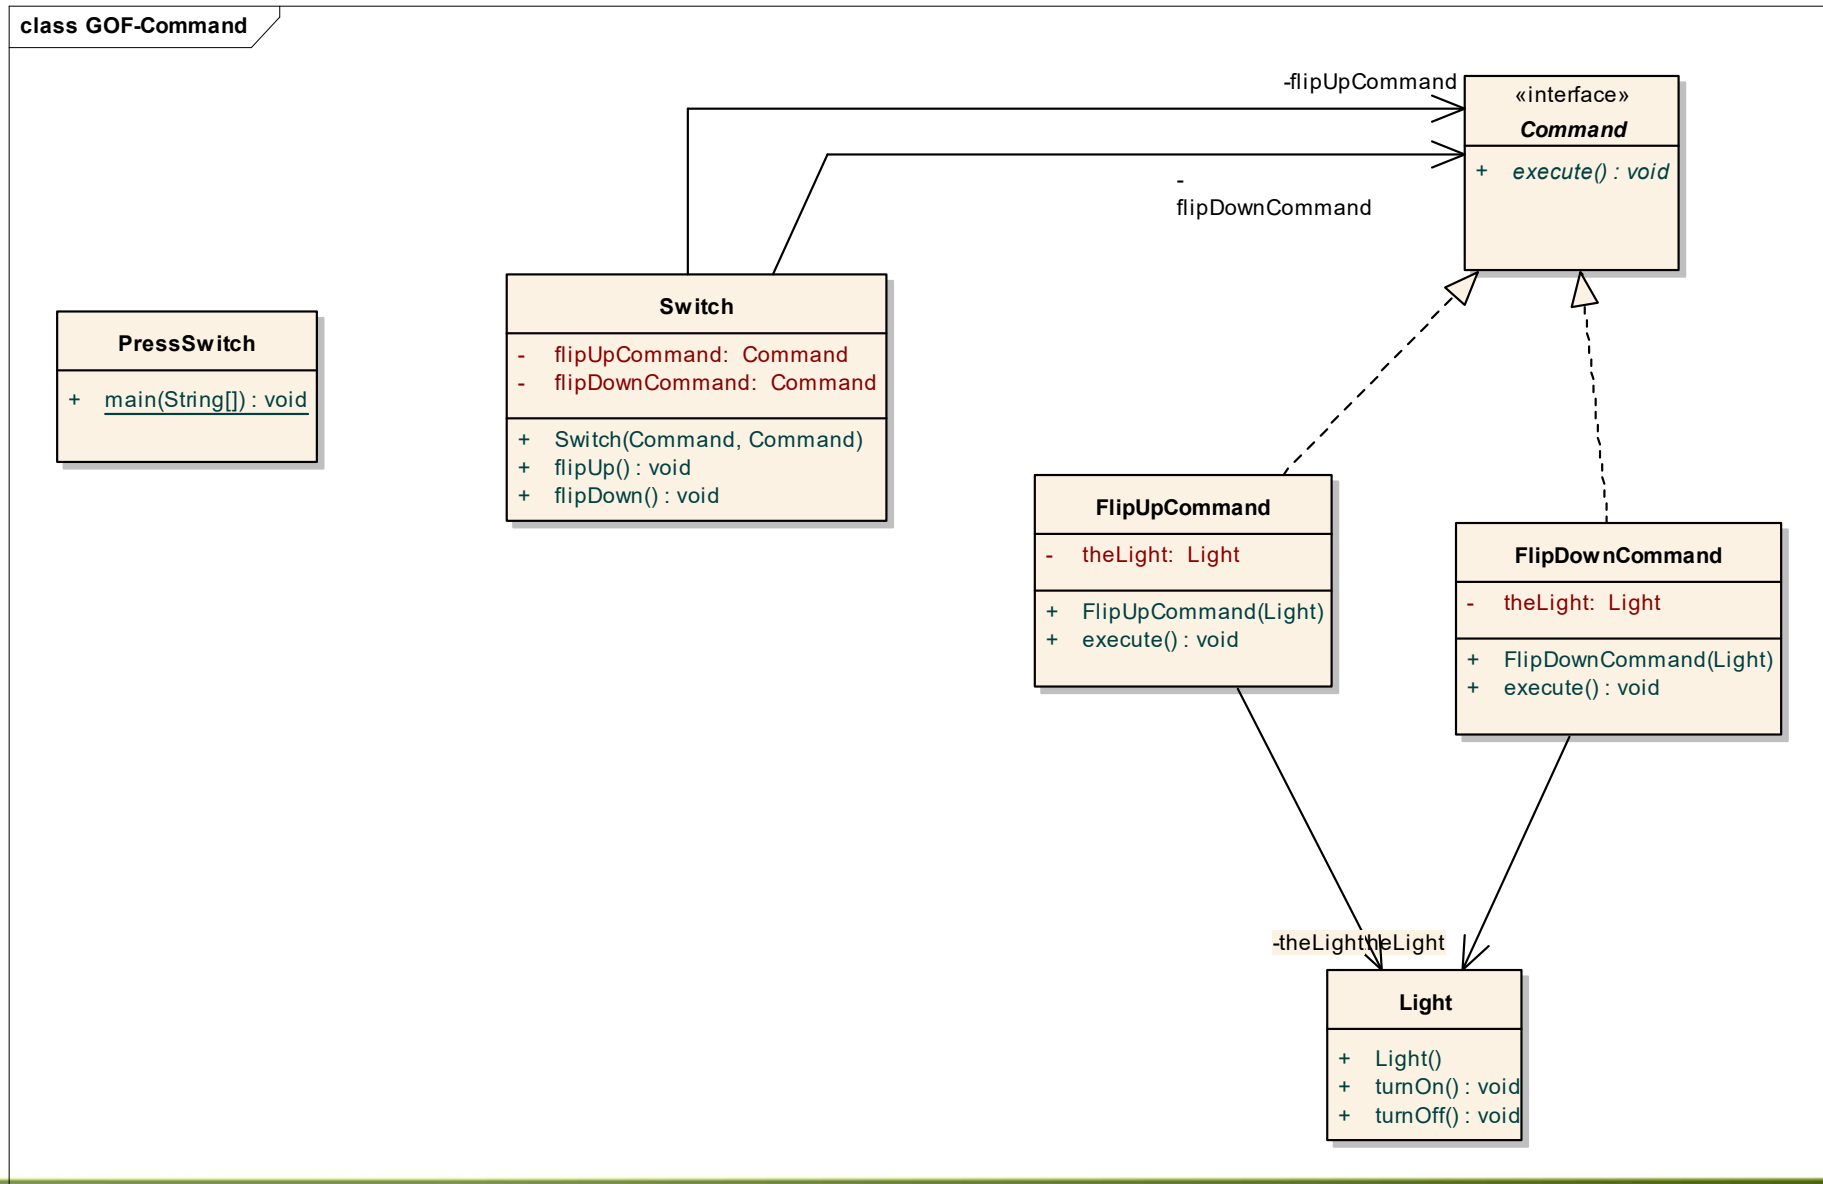 class GOF-Command
-flipUpCommand
«interface»
Command
+ execute() : void
-
flipDownCommand
PressSwitch
+ main(String[]) : void
Switch
- flipUpCommand: Command
- flipDownCommand: Command
+ Switch(Command, Command)
+ flipUp() : void
+ flipDown() : void
FlipUpCommand
- theLight: Light
+ FlipUpCommand(Light)
+ execute() : void
FlipDownCommand
- theLight: Light
+ FlipDownCommand(Light)
+ execute() : void
-theLight
heLight
Light
+ Light()
+ turnOn() : void
+ turnOff() : void